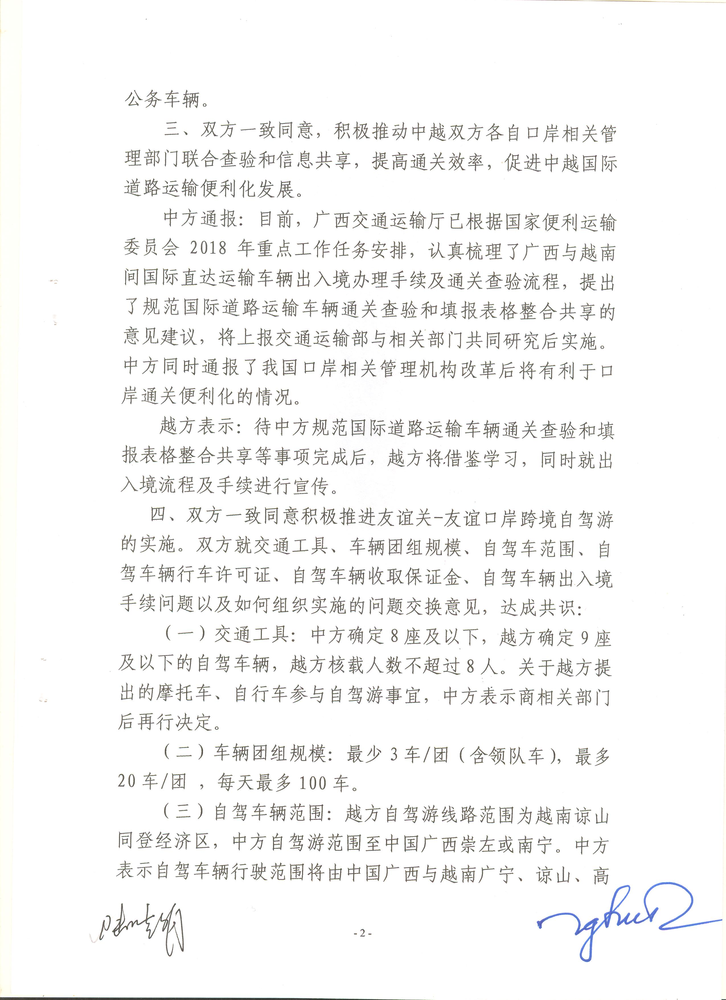 公务车辆。
三、双方一致同意，积极推动中越双方各自口岸相关管
理部门联合查验和信息共享，提高通关效率，促进中越国际
道路运输便利化发展。
中方通报：目前，广西交通运输厅已根据国家便利运输
委员会 2018 年重点工作任务安排，认真梳理了广西与越南
间国际直达运输车辆出入境办理手续及通关查验流程，提出
了规范国际道路运输车辆通关查验和填报表格整合共享的
意见建议，将上报交通运输部与相关部门共同研究后实施。
中方同时通报了我国口岸相关管理机构改革后将有利于口
岸通关便利化的情况。
越方表示：待中方规范国际道路运输车辆通关查验和填
报表格整合共享等事项完成后，越方将借鉴学习，同时就出
入境流程及手续进行宣传。
四、双方一致同意积极推进友谊关-友谊口岸跨境自驾游
的实施。双方就交通工具、车辆团组规模、自驾车范围、自
驾车辆行车许可证、自驾车辆收取保证金、自驾车辆出入境
手续问题以及如何组织实施的问题交换意见，达成共识：
（一）交通工具：中方确定 8 座及以下，越方确定 9 座
及以下的自驾车辆，越方核载人数不超过 8 人。关于越方提
出的摩托车、自行车参与自驾游事宜，中方表示商相关部门
后再行决定。
（二）车辆团组规模：最少 3 车/团（含领队车），最多
20 车/团 ，每天最多 100 车。
（三）自驾车辆范围：越方自驾游线路范围为越南谅山
同登经济区，中方自驾游范围至中国广西崇左或南宁。中方
表示自驾车辆行驶范围将由中国广西与越南广宁、谅山、高
-2-